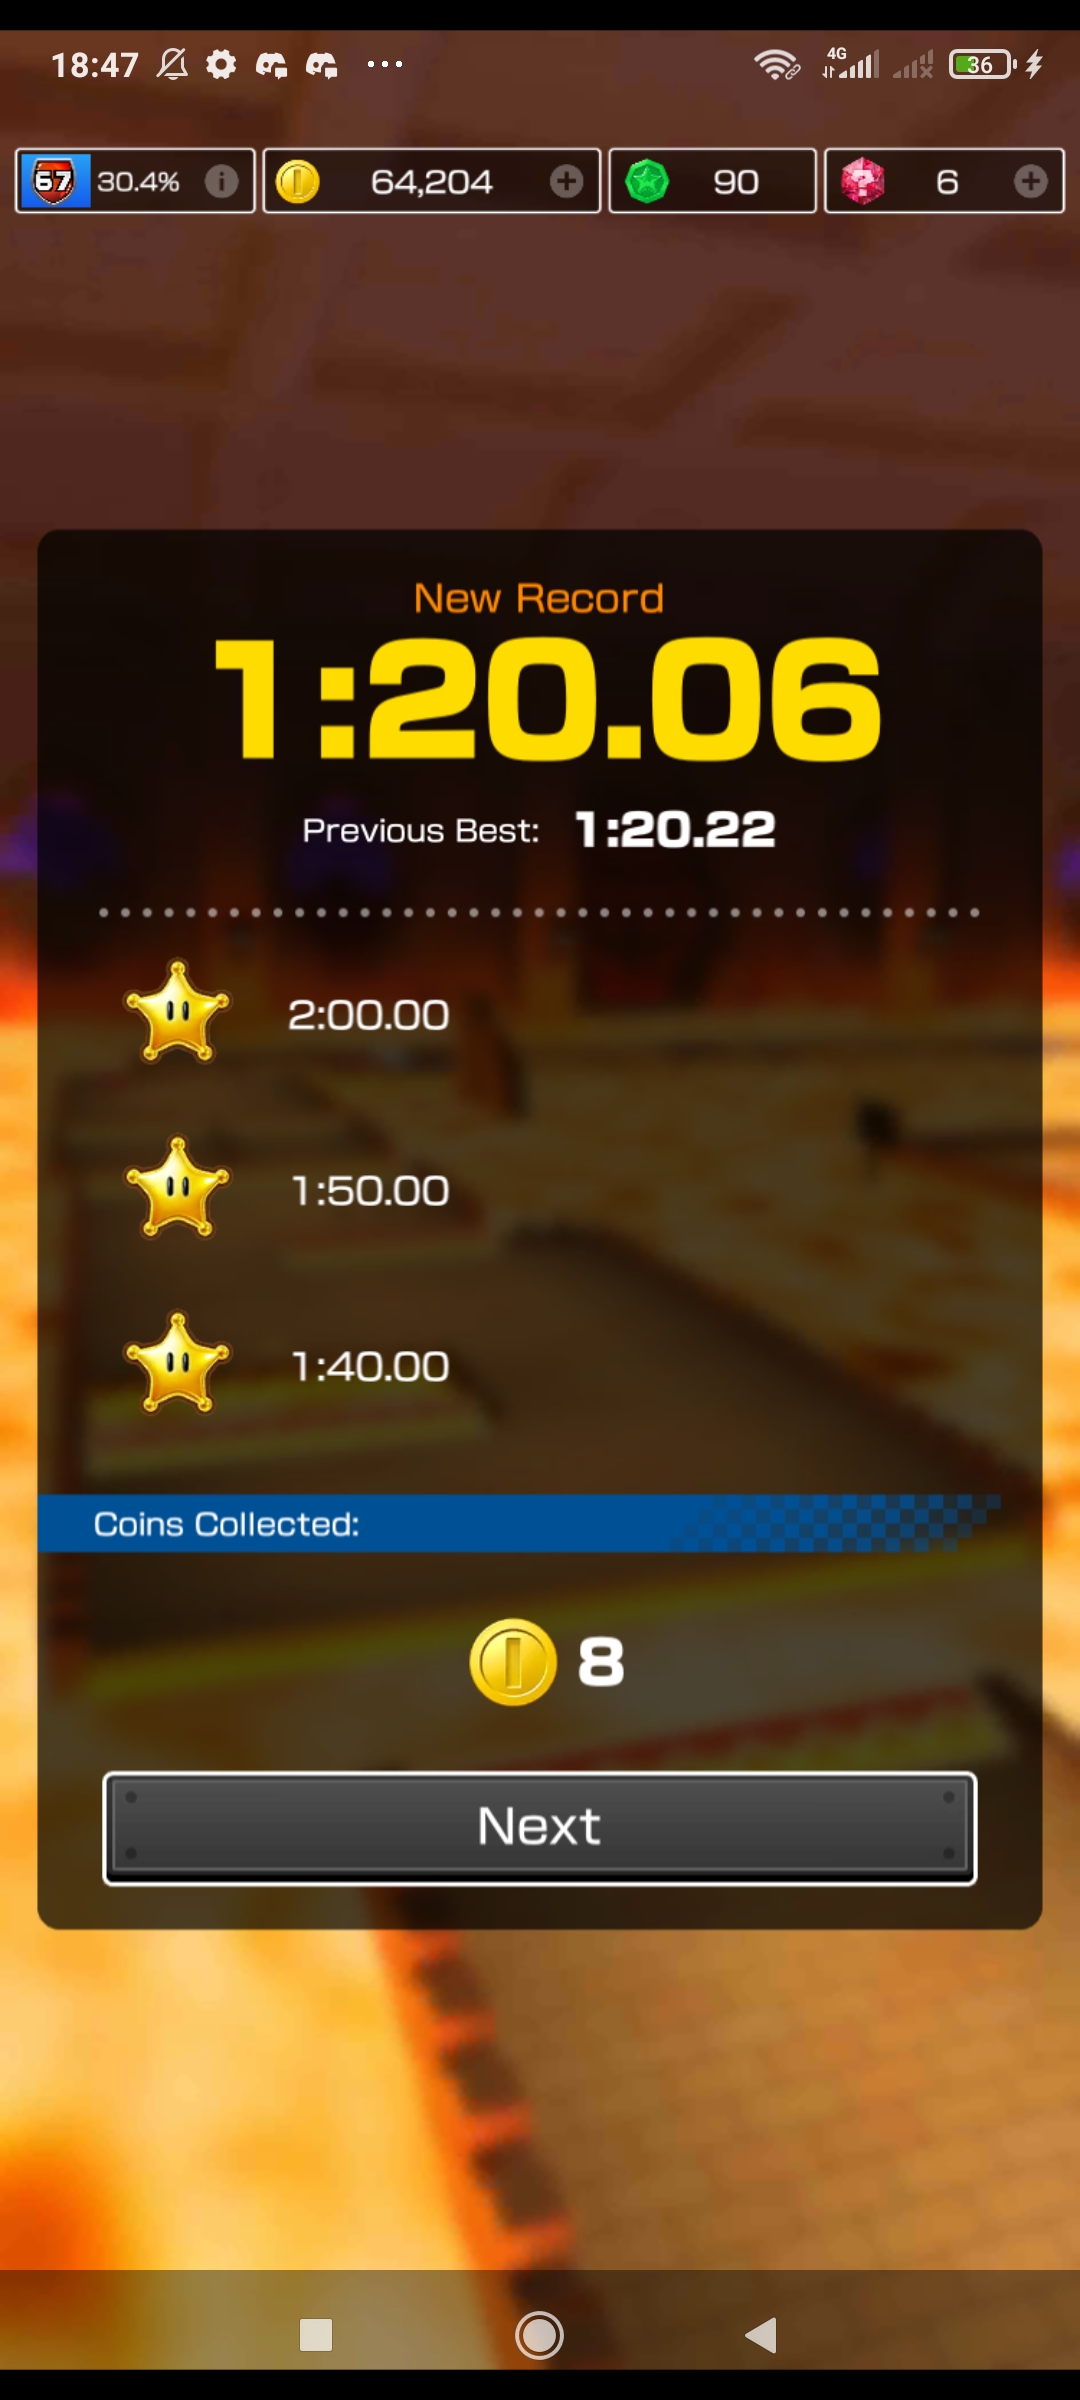 18:47 4G 36
67 30.4% i 64,204 90 ? 6
New Record
1:20.06
Previous Best: 1:20.22
2:00.00
1:50.00
1:40.00
Coins Collected:
8
Next